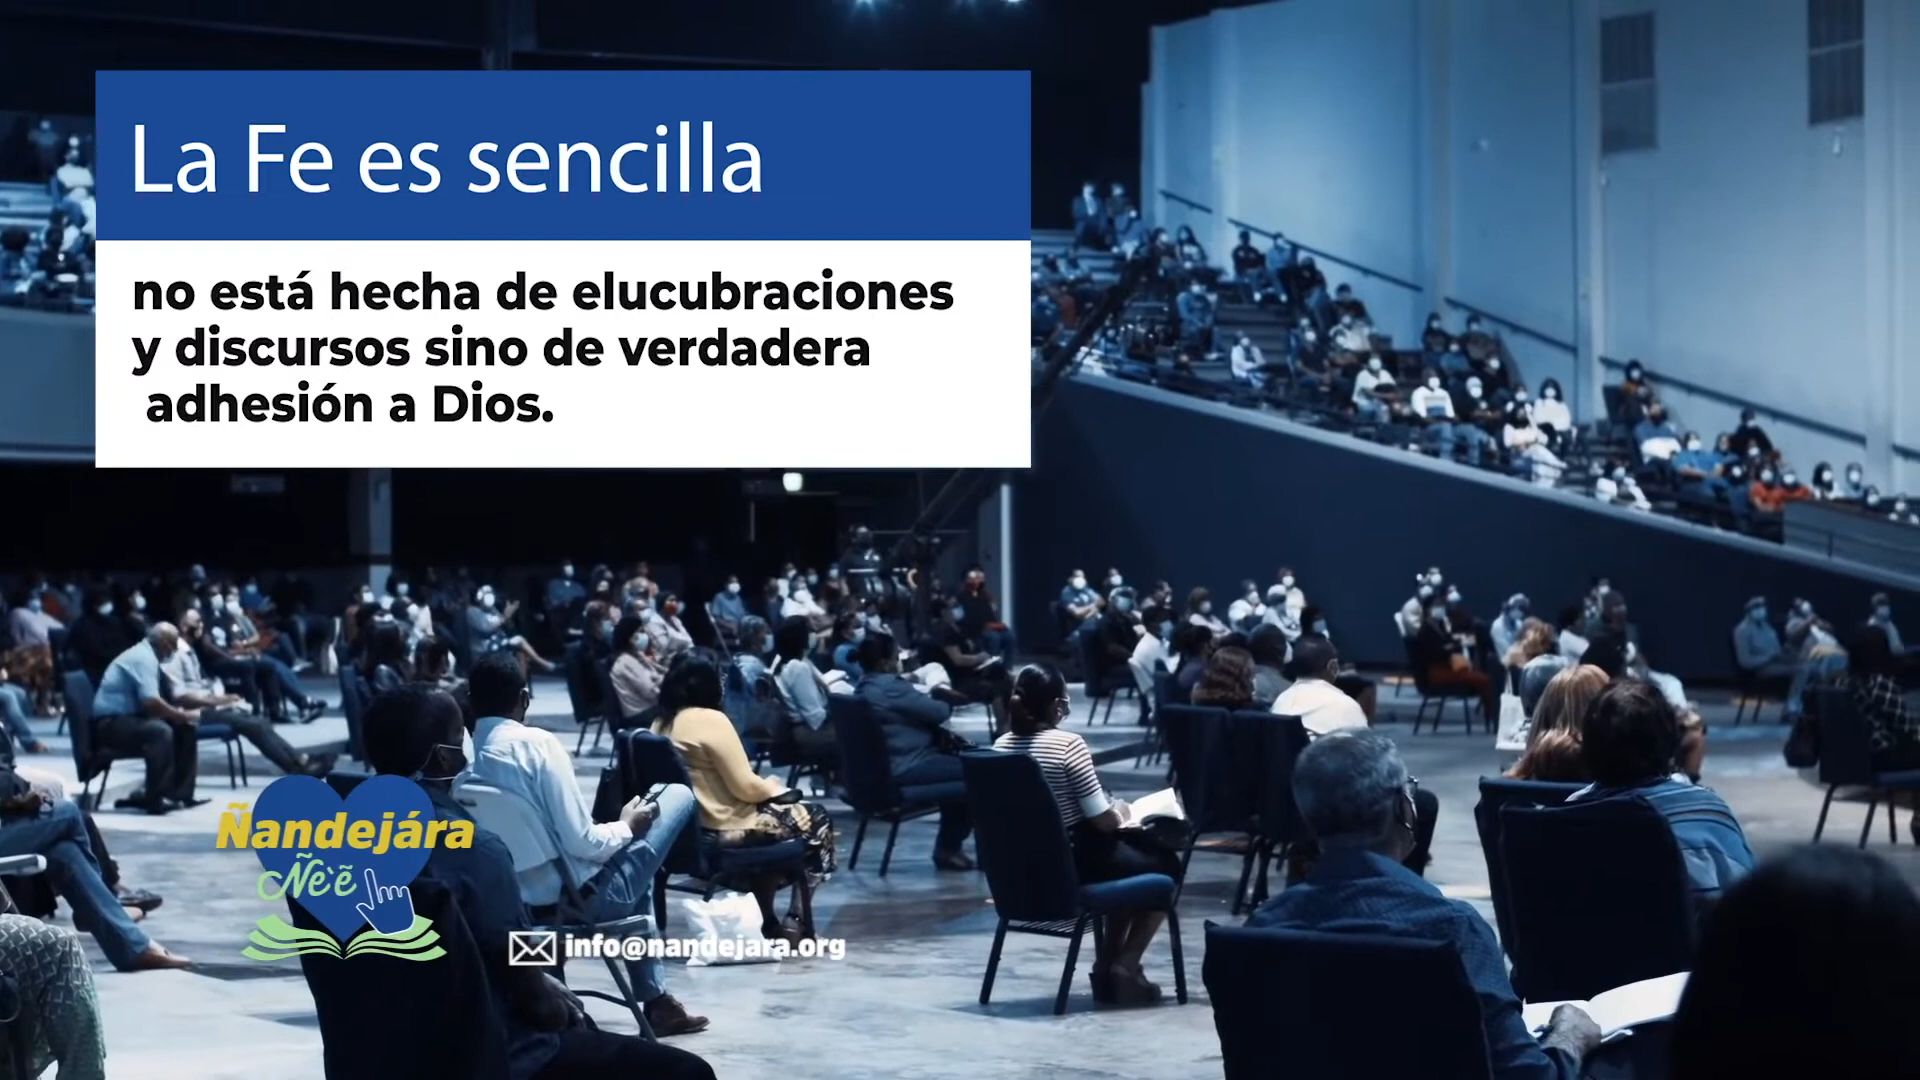 La Fe es sencilla
no está hecha de elucubraciones
y discursos sino de verdadera
adhesión a Dios.
Ñandejára
Ñe'ẽ
info@nandejara.org